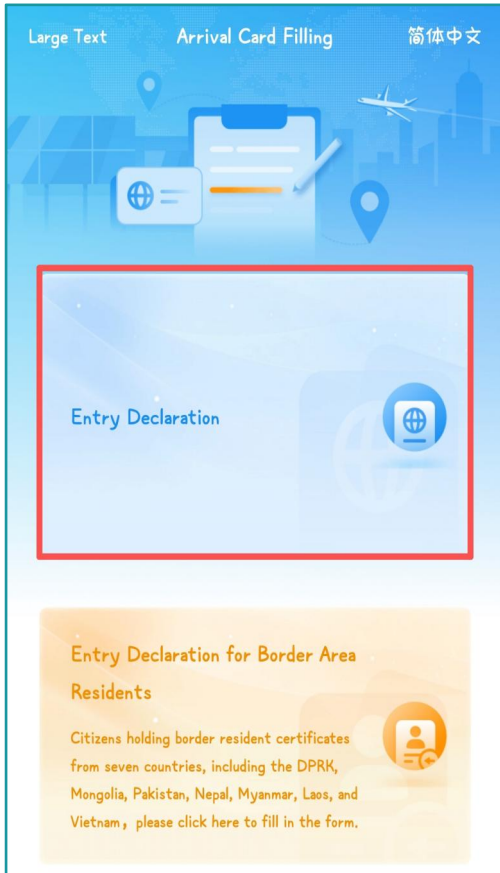 Large Text
Arrival Card Filling
简体中文
Entry Declaration
Entry Declaration for Border Area
Residents
Citizens holding border resident certificates
from seven countries, including the DPRK,
Mongolia, Pakistan, Nepal, Myanmar, Laos, and
Vietnam，please click here to fill in the form.